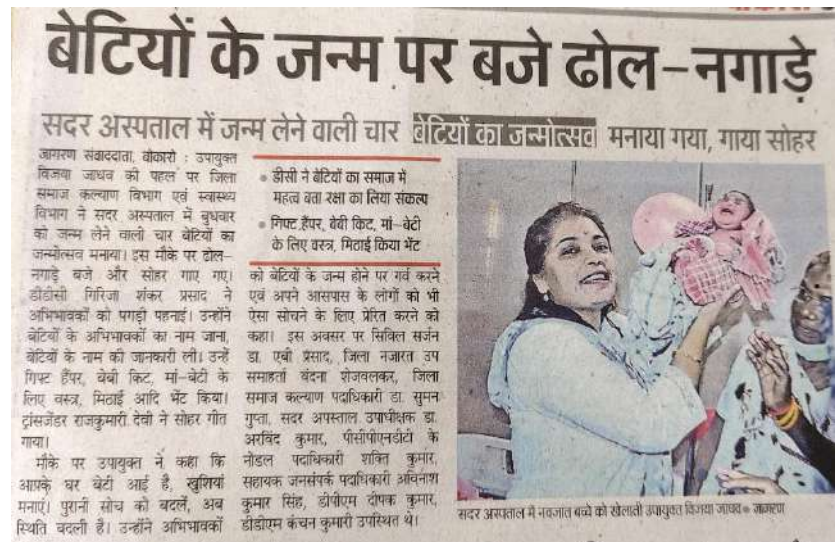 बेटियों के जन्म पर बजे ढोल-नगाड़े
सदर अस्पताल में जन्म लेने वाली चार बेटियों का जन्मोत्सव मनाया गया, गाया सोहर
जागरण संवाददाता, बोकारो : उपायुक्त
विजया जाधव की पहल पर जिला
समाज कल्याण विभाग एवं स्वास्थ्य
विभाग ने सदर अस्पताल में बुधवार
को जन्म लेने वाली चार बेटियों का
जन्मोत्सव मनाया। इस मौके पर ढोल-
नगाड़े बजे और सोहर गाए गए।
डीडीसी गिरिजा शंकर प्रसाद ने
अभिभावकों को पगड़ी पहनाई। उन्होंने
बेटियों के अभिभावकों का नाम जाना,
बेटियों के नाम की जानकारी ली। उन्हें
गिफ्ट हैंपर, बेबी किट, मां-बेटी के
लिए वस्त्र, मिठाई आदि भेंट किया।
ट्रांसजेंडर राजकुमारी देवी ने सोहर गीत
गाया।
मौके पर उपायुक्त ने कहा कि
आपके घर बेटी आई है, खुशियां
मनाएं। पुरानी सोच को बदलें, अब
स्थिति बदली है। उन्होंने अभिभावकों
• डीसी ने बेटियों का समाज में
महत्व बता रक्षा का लिया संकल्प
• गिफ्ट हैंपर, बेबी किट, मां-बेटी
के लिए वस्त्र, मिठाई किया भेंट
को बेटियों के जन्म होने पर गर्व करने
एवं अपने आसपास के लोगों को भी
ऐसा सोचने के लिए प्रेरित करने को
कहा। इस अवसर पर सिविल सर्जन
डा. एबी प्रसाद, जिला नजारत उप
समाहर्ता वंदना शेजवलकर, जिला
समाज कल्याण पदाधिकारी डा. सुमन
गुप्ता, सदर अपस्ताल उपाधीक्षक डा.
अरविंद कुमार, पीसीपीएनडीटी के
नोडल पदाधिकारी शक्ति कुमार,
सहायक जनसंपर्क पदाधिकारी अविनाश
कुमार सिंह, डीपीएम दीपक कुमार,
डीडीएम कंचन कुमारी उपस्थित थे।
सदर अस्पताल में नवजात बच्चे को खेलाती उपायुक्त विजया जाधव • जागरण